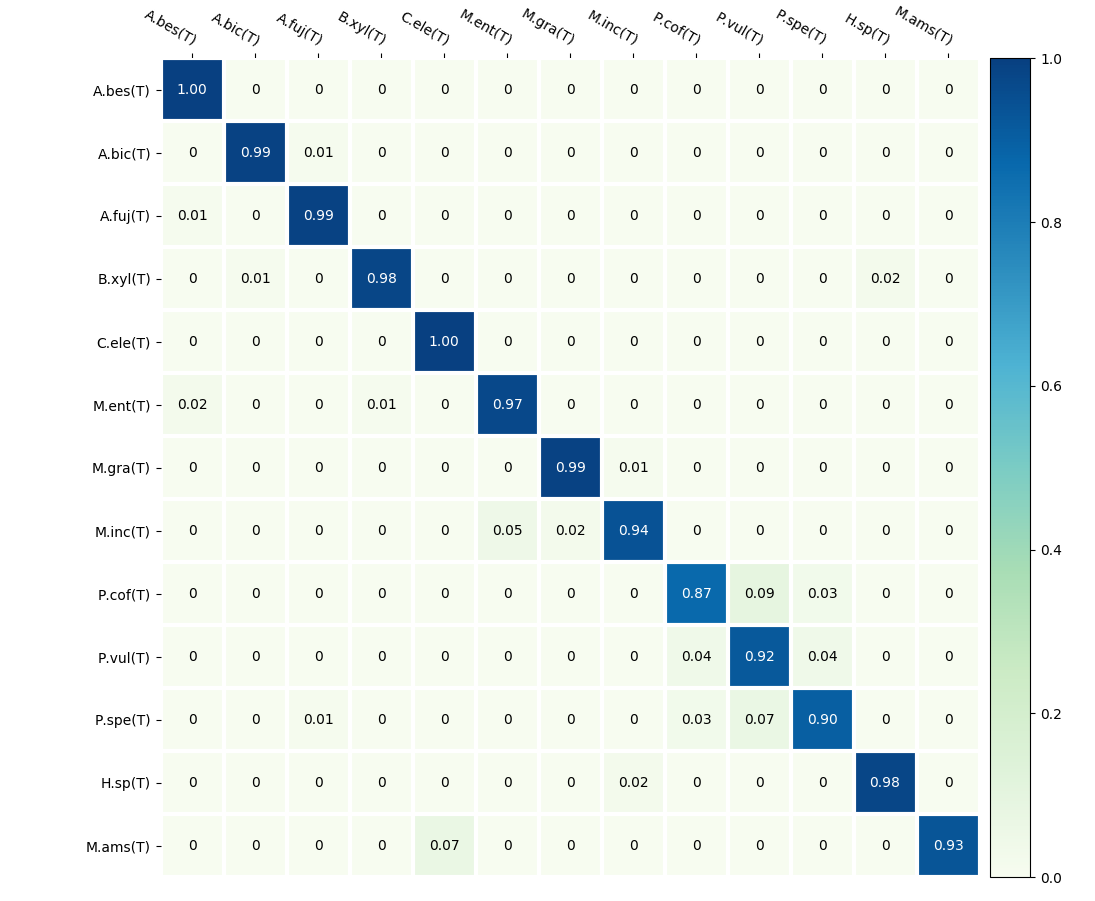 A.bes(T) A.bic(T) A.fuj(T) B.xyl(T) C.ele(T) M.ent(T) M.gra(T) M.inc(T) P.cof(T) P.vul(T) P.spe(T) H.sp(T) M.ams(T)
A.bes(T) 1.00 0 0 0 0 0 0 0 0 0 0 0 0
A.bic(T) 0 0.99 0.01 0 0 0 0 0 0 0 0 0 0
A.fuj(T) 0.01 0 0.99 0 0 0 0 0 0 0 0 0 0
B.xyl(T) 0 0.01 0 0.98 0 0 0 0 0 0 0 0.02 0
C.ele(T) 0 0 0 0 1.00 0 0 0 0 0 0 0 0
M.ent(T) 0.02 0 0 0.01 0 0.97 0 0 0 0 0 0 0
M.gra(T) 0 0 0 0 0 0 0.99 0.01 0 0 0 0 0
M.inc(T) 0 0 0 0 0 0.05 0.02 0.94 0 0 0 0 0
P.cof(T) 0 0 0 0 0 0 0 0 0.87 0.09 0.03 0 0
P.vul(T) 0 0 0 0 0 0 0 0 0.04 0.92 0.04 0 0
P.spe(T) 0 0 0.01 0 0 0 0 0 0.03 0.07 0.90 0 0
H.sp(T) 0 0 0 0 0 0 0 0.02 0 0 0 0.98 0
M.ams(T) 0 0 0 0 0.07 0 0 0 0 0 0 0 0.93
1.0
0.8
0.6
0.4
0.2
0.0